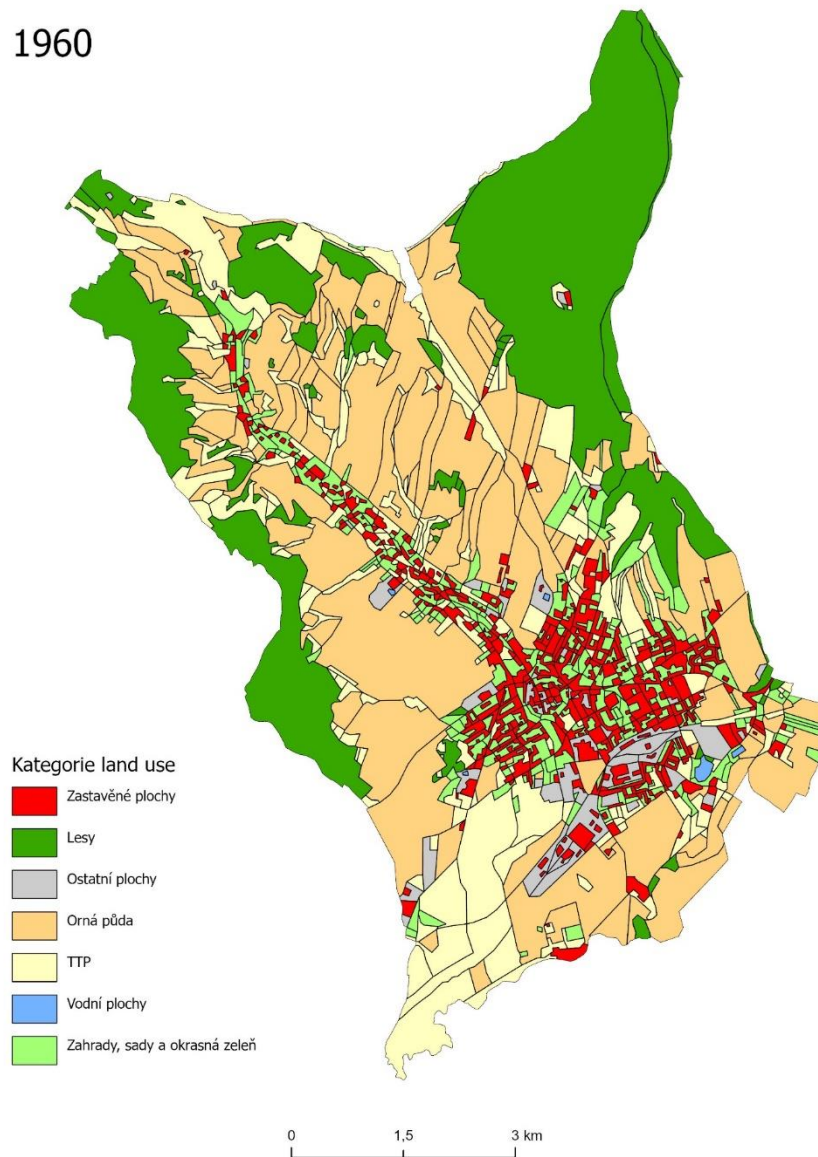 1960
Kategorie land use
Zastavěné plochy
Lesy
Ostatní plochy
Orná půda
TTP
Vodní plochy
Zahrady, sady a okrasná zeleň
0 1,5 3 km